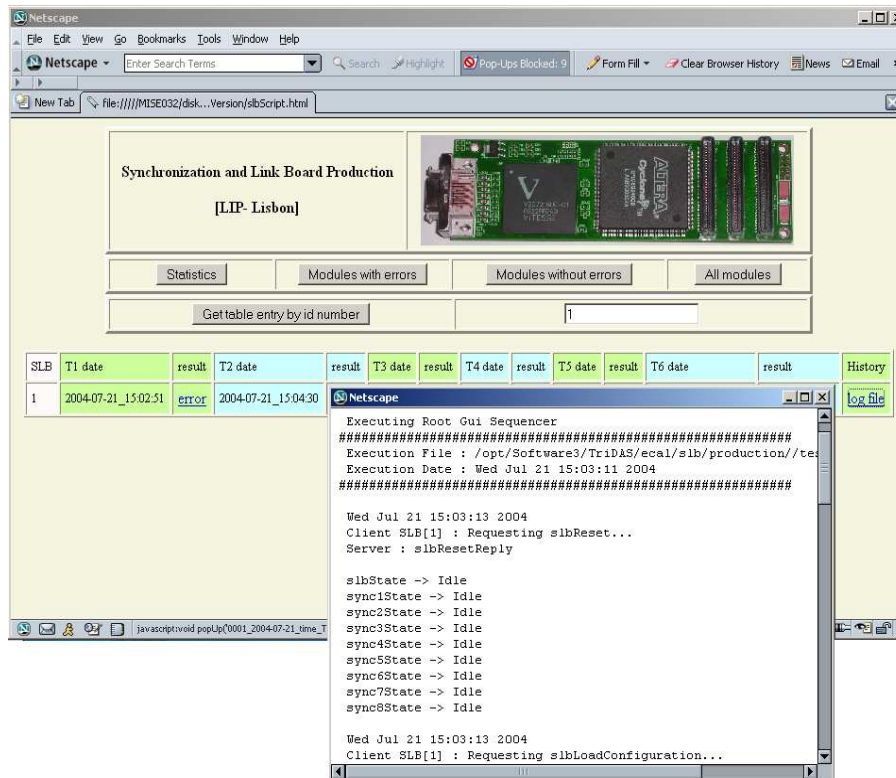 Netscape
File Edit View Go Bookmarks Tools Window Help
Netscape Enter Search Terms Search Highlight Pop-Ups Blocked: 9 Form Fill Clear Browser History News Email
New Tab file://///MISE032/disk...Version/slbScript.html
Synchronization and Link Board Production
[LIP- Lisbon]
V
VITESSE
ALTERA
Cyclone
Statistics Modules with errors Modules without errors All modules
Get table entry by id number 1
SLB T1 date result T2 date result T3 date result T4 date result T5 date result T6 date result History
1 2004-07-21_15:02:51 error 2004-07-21_15:04:30 log file
Netscape
Executing Root Gui Sequencer
############################################################
Execution File : /opt/Software3/TriDAS/ecal/slb/production//tes
Execution Date : Wed Jul 21 15:03:11 2004
############################################################
Wed Jul 21 15:03:13 2004
Client SLB[1] : Requesting slbReset...
Server : slbResetReply
slbState -> Idle
sync1State -> Idle
sync2State -> Idle
sync3State -> Idle
sync4State -> Idle
sync5State -> Idle
sync6State -> Idle
sync7State -> Idle
sync8State -> Idle
Wed Jul 21 15:03:13 2004
Client SLB[1] : Requesting slbLoadConfiguration...
javascript:void popUp('0001_2004-07-21_time_T